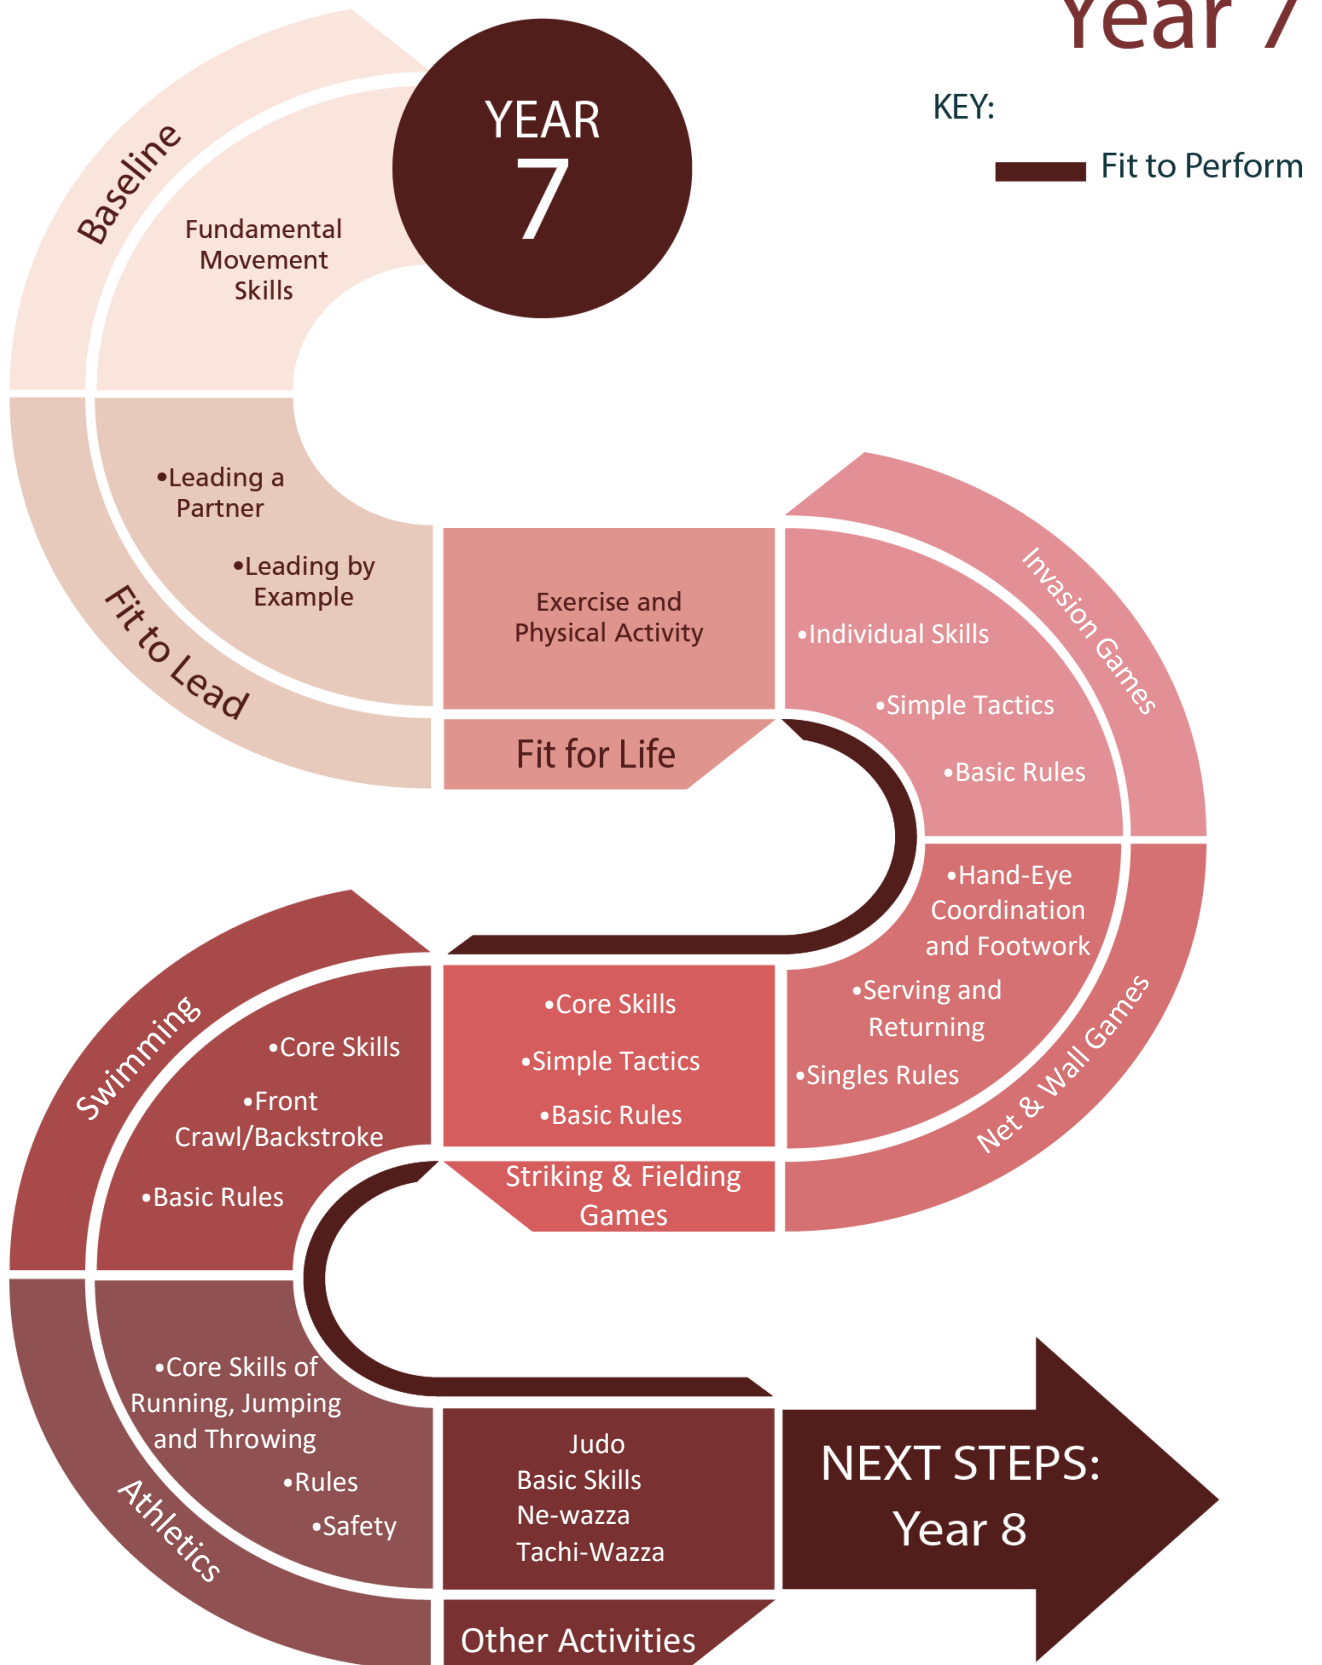 Year 7
KEY:
Fit to Perform
YEAR
7
Baseline
Fundamental
Movement
Skills
•Leading a
Partner
•Leading by
Example
Fit to Lead
Exercise and
Physical Activity
Fit for Life
Invasion Games
•Individual Skills
•Simple Tactics
•Basic Rules
•Hand-Eye
Coordination
and Footwork
•Serving and
Returning
•Singles Rules
Net & Wall Games
•Core Skills
•Simple Tactics
•Basic Rules
Striking & Fielding
Games
Swimming
•Core Skills
•Front
Crawl/Backstroke
•Basic Rules
•Core Skills of
Running, Jumping
and Throwing
•Rules
•Safety
Athletics
Judo
Basic Skills
Ne-wazza
Tachi-Wazza
Other Activities
NEXT STEPS:
Year 8